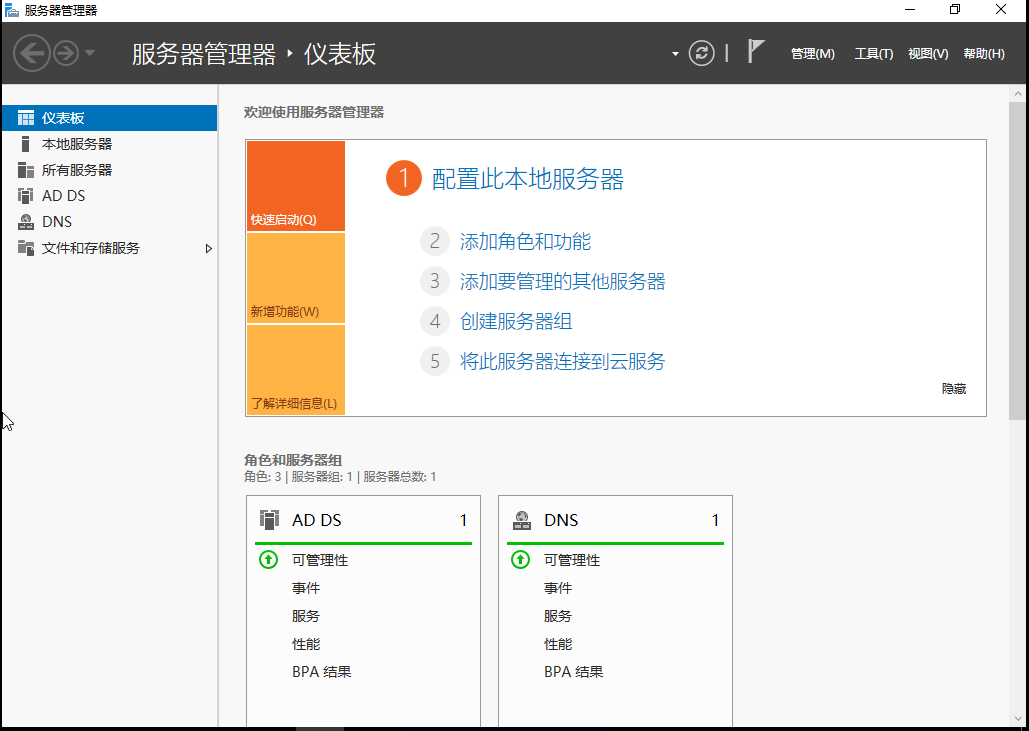 服务器管理器
服务器管理器 ‣ 仪表板
管理(M) 工具(T) 视图(V) 帮助(H)
仪表板
本地服务器
所有服务器
AD DS
DNS
文件和存储服务
欢迎使用服务器管理器
快速启动(Q)
新增功能(W)
了解详细信息(L)
1 配置此本地服务器
2 添加角色和功能
3 添加要管理的其他服务器
4 创建服务器组
5 将此服务器连接到云服务
隐藏
角色和服务器组
角色: 3 | 服务器组: 1 | 服务器总数: 1
AD DS 1
可管理性
事件
服务
性能
BPA 结果
DNS 1
可管理性
事件
服务
性能
BPA 结果